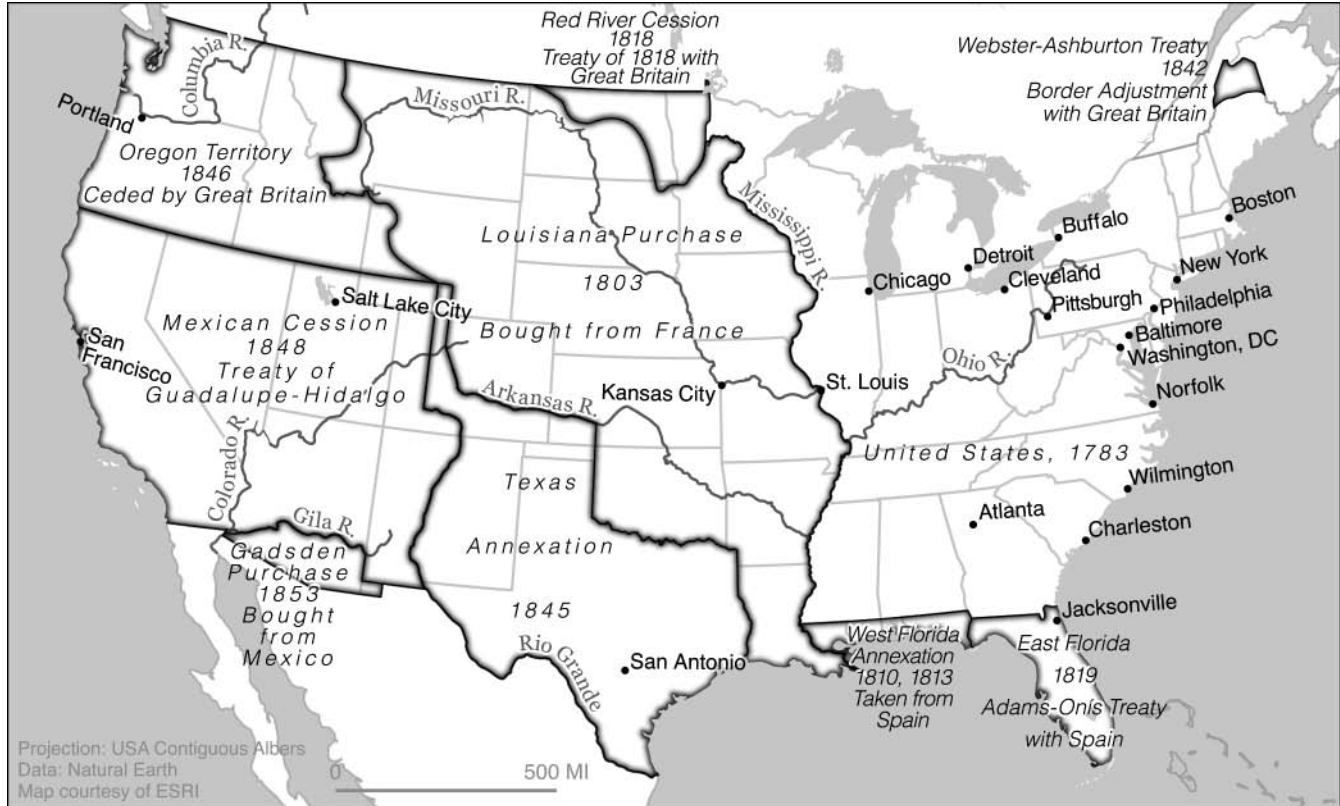 Red River Cession
1818
Treaty of 1818 with
Great Britain
Webster-Ashburton Treaty
1842
Border Adjustment
with Great Britain
Columbia R.
Missouri R.
Portland
Oregon Territory
1846
Ceded by Great Britain
Mississippi R.
Boston
Buffalo
Louisiana Purchase
1803
Bought from France
Detroit
Chicago
Cleveland
New York
Pittsburgh
Philadelphia
Baltimore
Washington, DC
Salt Lake City
San
Francisco
Mexican Cession
1848
Treaty of
Guadalupe-Hidalgo
Ohio R.
Arkansas R.
Kansas City
St. Louis
Norfolk
Colorado R.
United States, 1783
Wilmington
Texas
Annexation
1845
Gila R.
Atlanta
Charleston
Gadsden
Purchase
1853
Bought
from
Mexico
Jacksonville
Rio Grande
San Antonio
West Florida
Annexation
1810, 1813
Taken from
Spain
East Florida
1819
Adams-Onís Treaty
with Spain
Projection: USA Contiguous Albers
Data: Natural Earth
Map courtesy of ESRI
0 500 MI